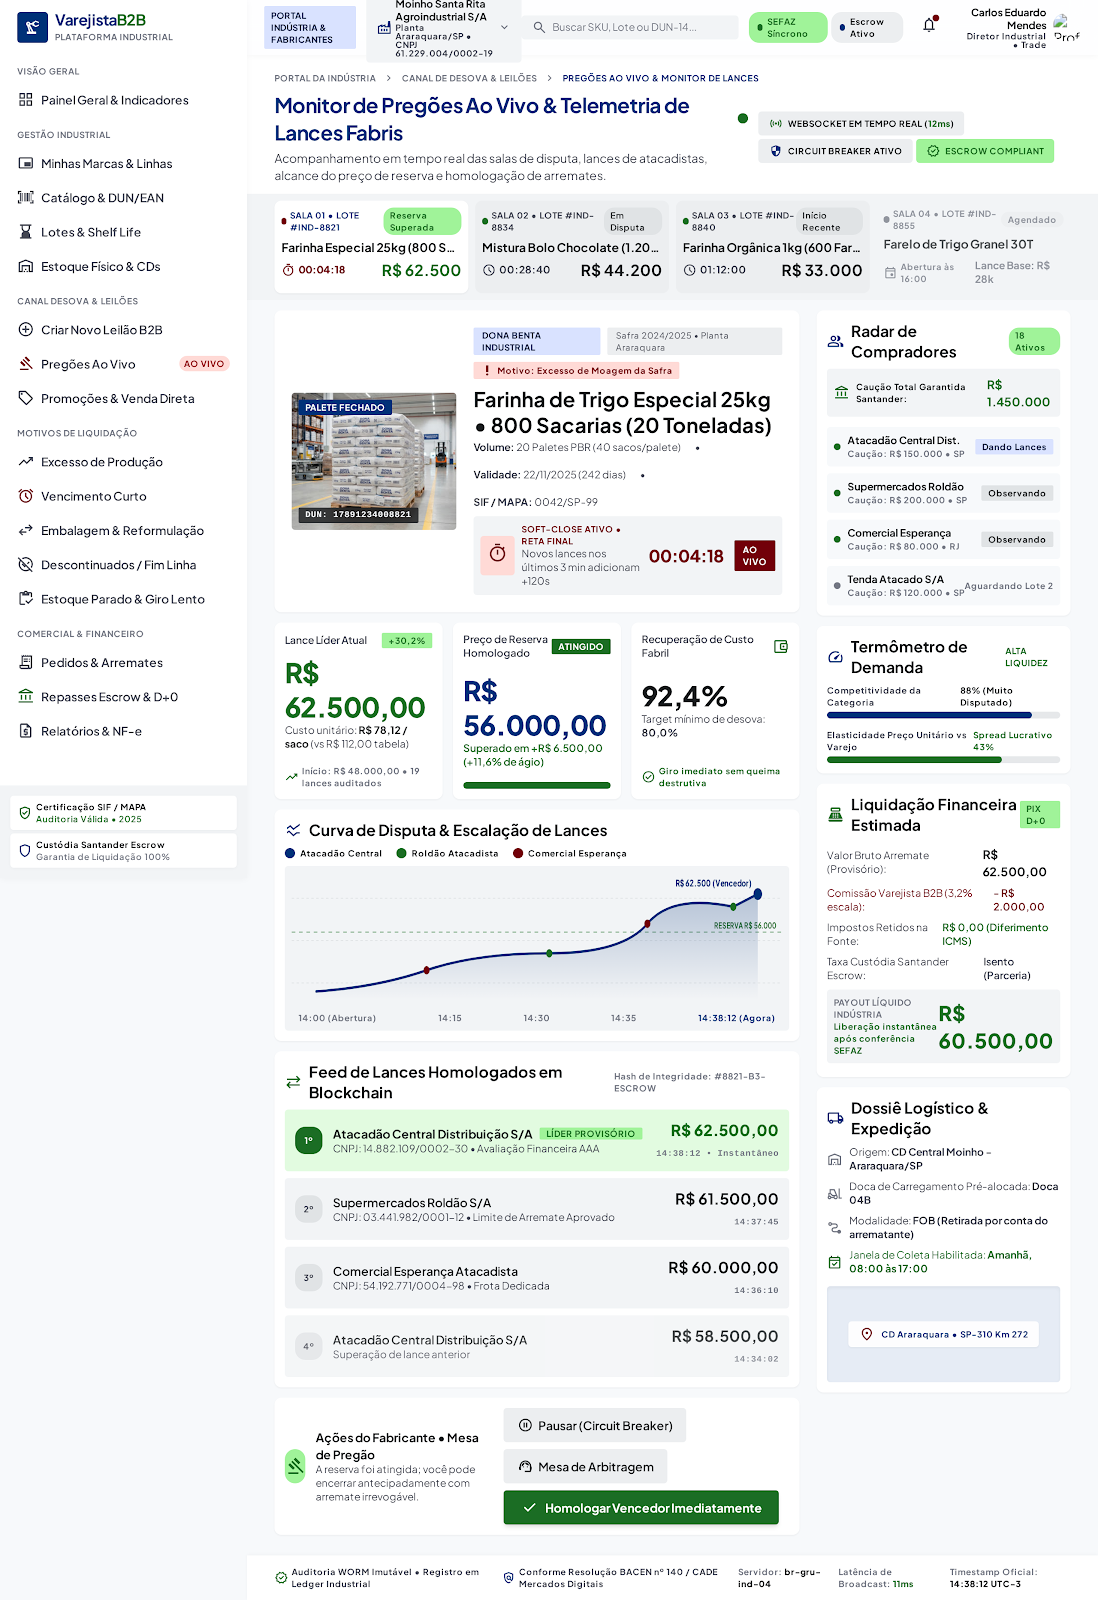 VarejistaB2B
PLATAFORMA INDUSTRIAL
VISÃO GERAL
Painel Geral & Indicadores
GESTÃO INDUSTRIAL
Minhas Marcas & Linhas
Catálogo & DUN/EAN
Lotes & Shelf Life
Estoque Físico & CDs
CANAL DESOVA & LEILÕES
Criar Novo Leilão B2B
Pregões Ao Vivo
AO VIVO
Promoções & Venda Direta
MOTIVOS DE LIQUIDAÇÃO
Excesso de Produção
Vencimento Curto
Embalagem & Reformulação
Descontinuados / Fim Linha
Estoque Parado & Giro Lento
COMERCIAL & FINANCEIRO
Pedidos & Arremates
Repasses Escrow & D+0
Relatórios & NF-e
Certificação SIF / MAPA
Auditoria Válida • 2025
Custódia Santander Escrow
Garantia de Liquidação 100%
PORTAL
INDÚSTRIA &
FABRICANTES
Moinho Santa Rita
Agroindustrial S/A
Planta
Araraquara/SP •
CNPJ
61.229.004/0002-19
Buscar SKU, Lote ou DUN-14...
SEFAZ
Síncrono
Escrow
Ativo
Carlos Eduardo
Mendes
Diretor Industrial
• Trade
PORTAL DA INDÚSTRIA > CANAL DE DESOVA & LEILÕES > PREGÕES AO VIVO & MONITOR DE LANCES
Monitor de Pregões Ao Vivo & Telemetria de
Lances Fabris
Acompanhamento em tempo real das salas de disputa, lances de atacadistas,
alcance do preço de reserva e homologação de arremates.
WEBSOCKET EM TEMPO REAL (12ms)
CIRCUIT BREAKER ATIVO
ESCROW COMPLIANT
SALA 01 • LOTE
#IND-8821
Reserva
Superada
Farinha Especial 25kg (800 S...
00:04:18
R$ 62.500
SALA 02 • LOTE #IND-
8834
Em
Disputa
Mistura Bolo Chocolate (1.20...
00:28:40
R$ 44.200
SALA 03 • LOTE #IND-
8840
Início
Recente
Farinha Orgânica 1kg (600 Far...
01:12:00
R$ 33.000
SALA 04 • LOTE #IND-
8855
Agendado
Farelo de Trigo Granel 30T
Abertura às
16:00
Lance Base: R$
28k
PALETE FECHADO
DUN: 17891234008821
DONA BENTA
INDUSTRIAL
Safra 2024/2025 • Planta
Araraquara
Motivo: Excesso de Moagem da Safra
Farinha de Trigo Especial 25kg
• 800 Sacarias (20 Toneladas)
Volume: 20 Paletes PBR (40 sacos/palete) •
Validade: 22/11/2025 (242 dias) •
SIF / MAPA: 0042/SP-99
SOFT-CLOSE ATIVO •
RETA FINAL
Novos lances nos
últimos 3 min adicionam
+120s
00:04:18
AO
VIVO
Lance Líder Atual
+30,2%
R$
62.500,00
Custo unitário: R$ 78,12 /
saco (vs R$ 112,00 tabela)
Início: R$ 48.000,00 • 19
lances auditados
Preço de Reserva
Homologado
ATINGIDO
R$
56.000,00
Superado em +R$ 6.500,00
(+11,6% de ágio)
Recuperação de Custo
Fabril
92,4%
Target mínimo de desova:
80,0%
Giro imediato sem queima
destrutiva
Curva de Disputa & Escalação de Lances
Atacadão Central
Roldão Atacadista
Comercial Esperança
R$ 62.500 (Vencedor)
RESERVA R$ 56.000
14:00 (Abertura)
14:15
14:30
14:35
14:38:12 (Agora)
Feed de Lances Homologados em
Blockchain
Hash de Integridade: #8821-B3-
ESCROW
1º
Atacadão Central Distribuição S/A
LÍDER PROVISÓRIO
CNPJ: 14.882.109/0002-30 • Avaliação Financeira AAA
R$ 62.500,00
14:38:12 • Instantâneo
2º
Supermercados Roldão S/A
CNPJ: 03.441.982/0001-12 • Limite de Arremate Aprovado
R$ 61.500,00
14:37:45
3º
Comercial Esperança Atacadista
CNPJ: 54.192.771/0004-98 • Frota Dedicada
R$ 60.000,00
14:36:10
4º
Atacadão Central Distribuição S/A
Superação de lance anterior
R$ 58.500,00
14:34:02
Ações do Fabricante • Mesa
de Pregão
A reserva foi atingida; você pode
encerrar antecipadamente com
arremate irrevogável.
Pausar (Circuit Breaker)
Mesa de Arbitragem
Homologar Vencedor Imediatamente
Radar de
Compradores
18
Ativos
Caução Total Garantida
Santander:
R$
1.450.000
Atacadão Central Dist.
Caução: R$ 150.000 • SP
Dando Lances
Supermercados Roldão
Caução: R$ 200.000 • SP
Observando
Comercial Esperança
Caução: R$ 80.000 • RJ
Observando
Tenda Atacado S/A
Caução: R$ 120.000 • SP
Aguardando Lote 2
Termômetro de
Demanda
ALTA
LIQUIDEZ
Competitividade da
Categoria
88% (Muito
Disputado)
Elasticidade Preço Unitário vs
Varejo
Spread Lucrativo
43%
Liquidação Financeira
Estimada
PIX
D+0
Valor Bruto Arremate
(Provisório):
R$
62.500,00
Comissão Varejista B2B (3,2%
escala):
- R$
2.000,00
Impostos Retidos na
Fonte:
R$ 0,00 (Diferimento
ICMS)
Taxa Custódia Santander
Escrow:
Isento
(Parceria)
PAYOUT LÍQUIDO
INDÚSTRIA
Liberação instantânea
após conferência
SEFAZ
R$
60.500,00
Dossiê Logístico &
Expedição
Origem: CD Central Moinho -
Araraquara/SP
Doca de Carregamento Pré-alocada: Doca
04B
Modalidade: FOB (Retirada por conta do
arrematante)
Janela de Coleta Habilitada: Amanhã,
08:00 às 17:00
CD Araraquara • SP-310 Km 272
Auditoria WORM Imutável • Registro em
Ledger Industrial
Conforme Resolução BACEN nº 140 / CADE
Mercados Digitais
Servidor: br-gru-
ind-04
Latência de
Broadcast: 11ms
Timestamp Oficial:
14:38:12 UTC-3